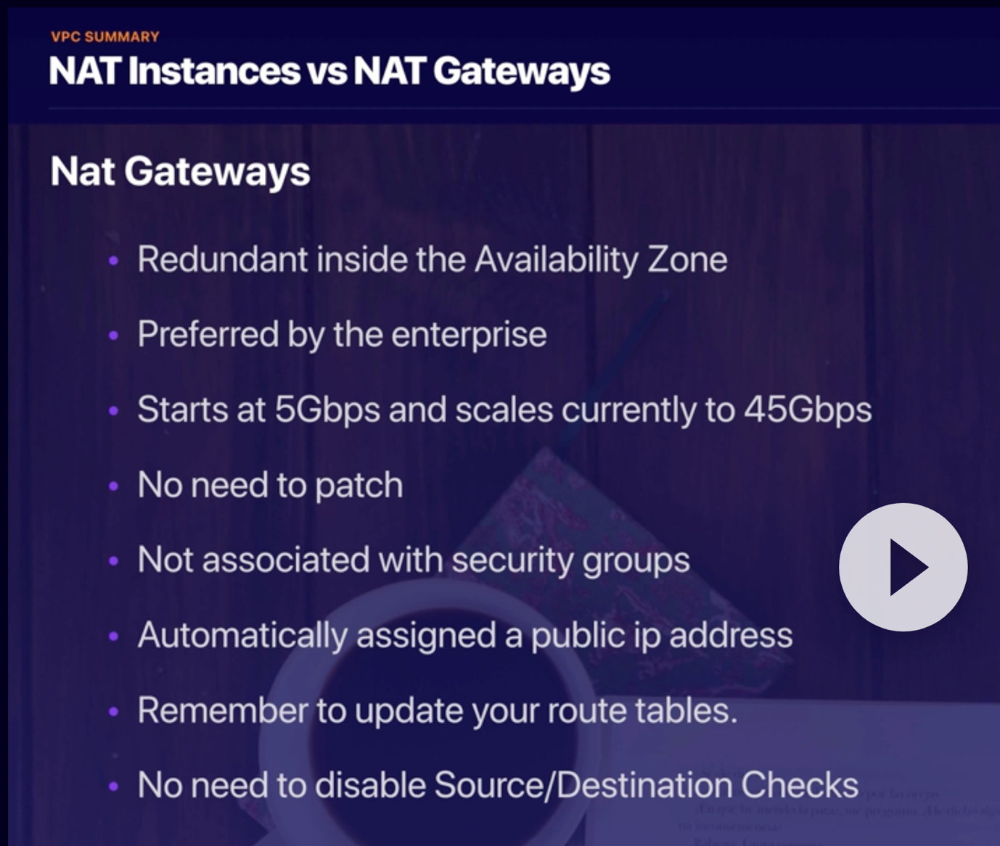 VPC SUMMARY
NAT Instances vs NAT Gateways
Nat Gateways
• Redundant inside the Availability Zone
• Preferred by the enterprise
• Starts at 5Gbps and scales currently to 45Gbps
• No need to patch
• Not associated with security groups
• Automatically assigned a public ip address
• Remember to update your route tables.
• No need to disable Source/Destination Checks